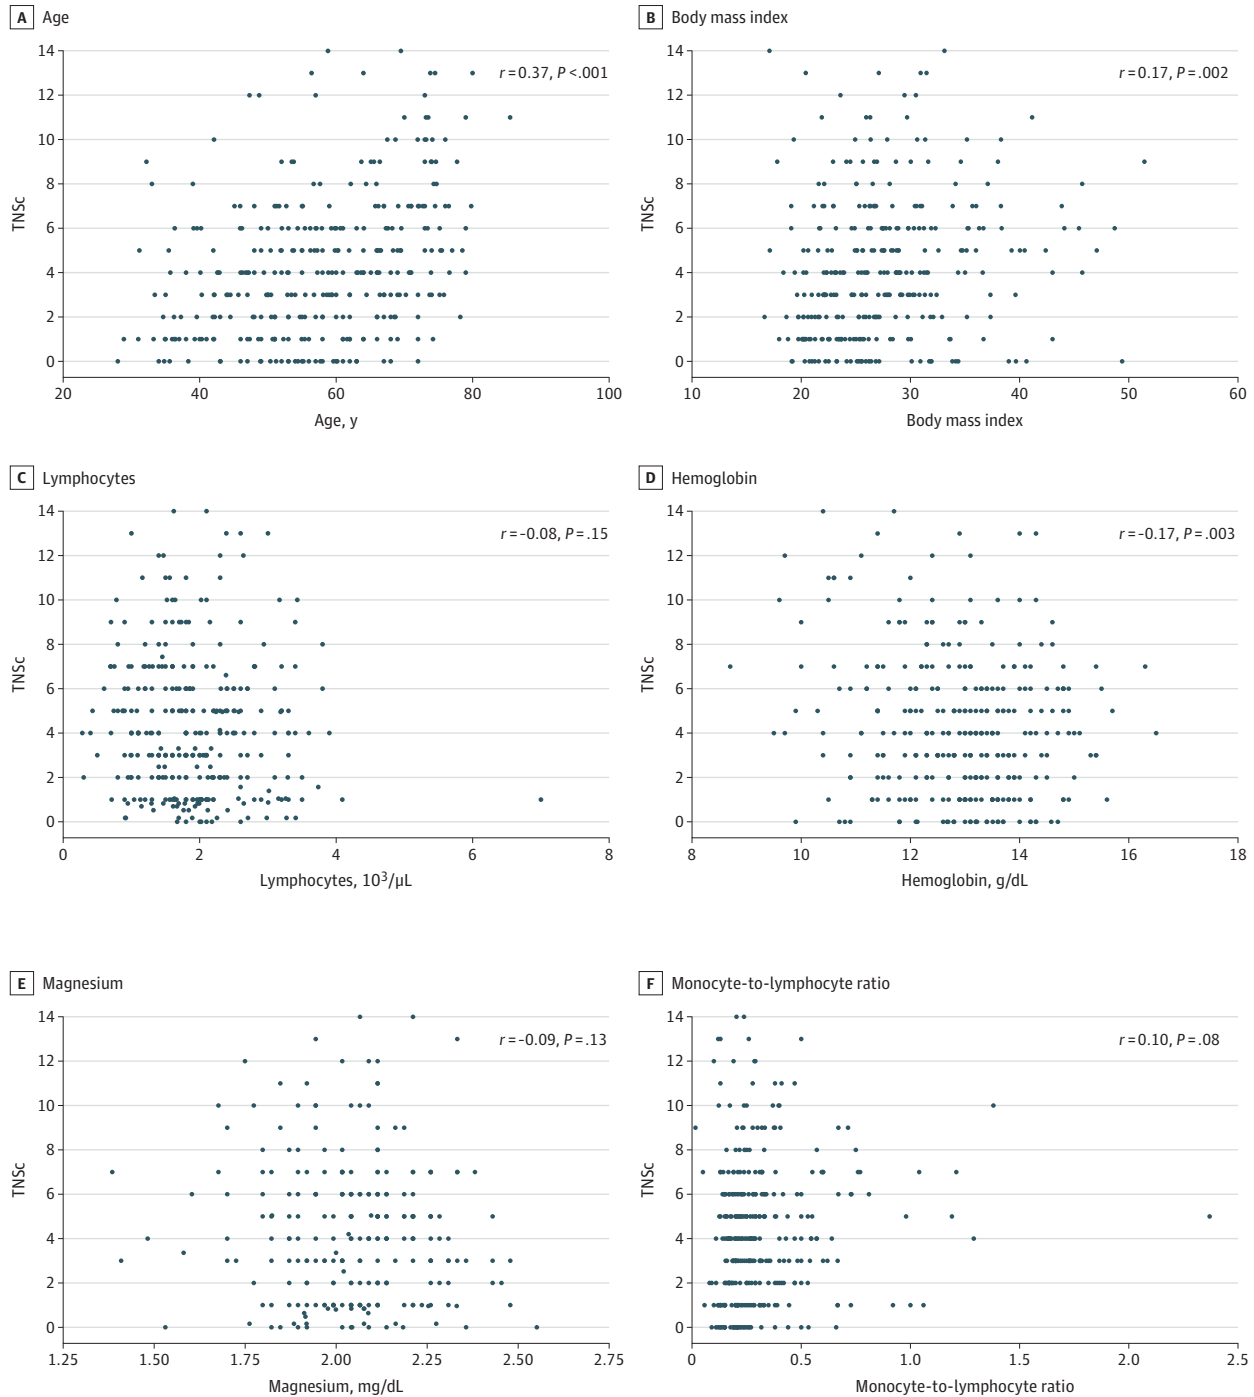 A Age
14
12
10
8
6
4
2
0
TNSc
r = 0.37, P <.001
20 40 60 80 100
Age, y
B Body mass index
14
12
10
8
6
4
2
0
TNSc
r = 0.17, P = .002
10 20 30 40 50 60
Body mass index
C Lymphocytes
14
12
10
8
6
4
2
0
TNSc
r = -0.08, P = .15
0 2 4 6 8
Lymphocytes, 10³/μL
D Hemoglobin
14
12
10
8
6
4
2
0
TNSc
r = -0.17, P = .003
8 10 12 14 16 18
Hemoglobin, g/dL
E Magnesium
14
12
10
8
6
4
2
0
TNSc
r = -0.09, P = .13
1.25 1.50 1.75 2.00 2.25 2.50 2.75
Magnesium, mg/dL
F Monocyte-to-lymphocyte ratio
14
12
10
8
6
4
2
0
TNSc
r = 0.10, P = .08
0 0.5 1.0 1.5 2.0 2.5
Monocyte-to-lymphocyte ratio